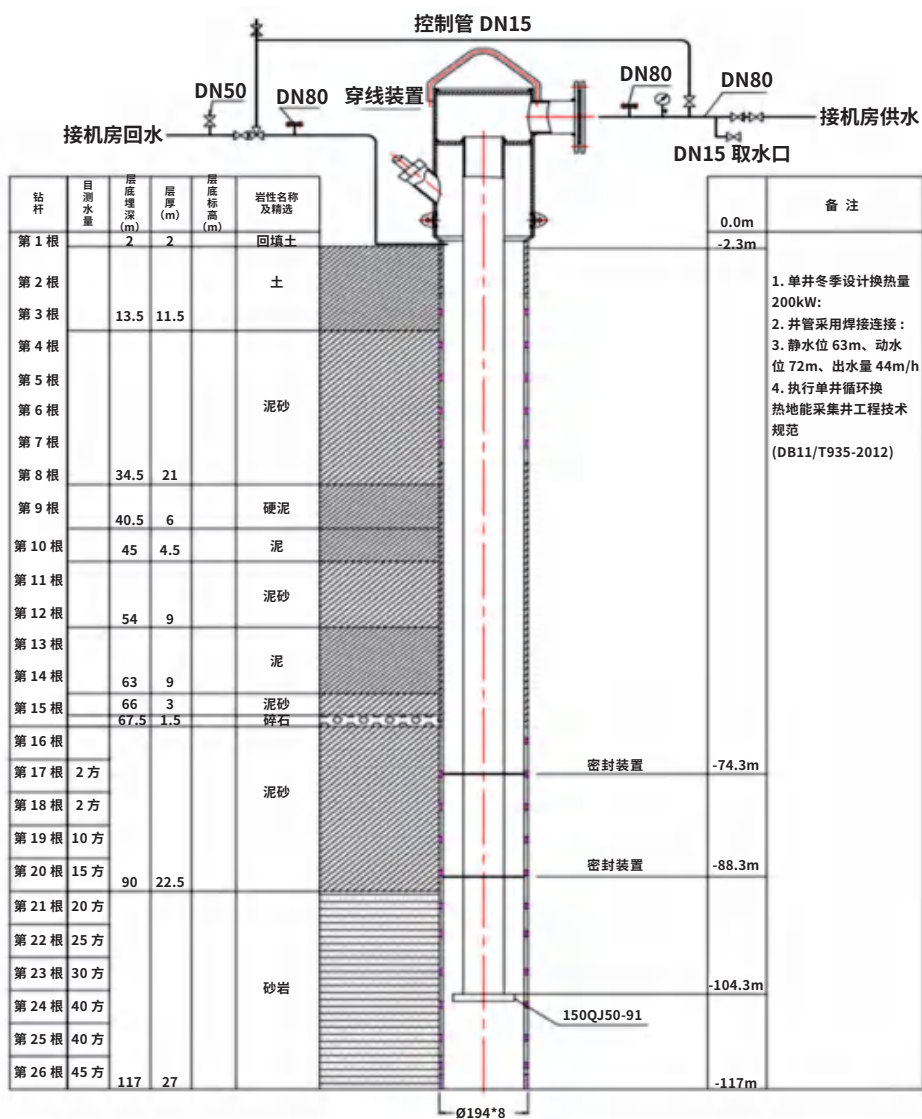 控制管 DN15
DN50
DN80
穿线装置
DN80
DN80
接机房回水
接机房供水
DN15 取水口
钻杆
目测水量
层底埋深(m)
层厚(m)
层底标高(m)
岩性名称及精选
0.0m
备 注
第 1 根 2 2 回填土
-2.3m
第 2 根 土
第 3 根 13.5 11.5
第 4 根
第 5 根
第 6 根 泥砂
第 7 根
第 8 根 34.5 21
第 9 根 硬泥
40.5 6
第 10 根 45 4.5 泥
第 11 根
泥砂
第 12 根 54 9
第 13 根
泥
第 14 根 63 9
第 15 根 66 3 泥砂
67.5 1.5 碎石
第 16 根
第 17 根 2 方
第 18 根 2 方
泥砂
第 19 根 10 方
第 20 根 15 方 90 22.5
第 21 根 20 方
第 22 根 25 方
第 23 根 30 方
砂岩
第 24 根 40 方
第 25 根 40 方
第 26 根 45 方 117 27
密封装置 -74.3m
密封装置 -88.3m
-104.3m
150QJ50-91
-117m
Ø194*8
1. 单井冬季设计换热量
200kW:
2. 井管采用焊接连接 :
3. 静水位 63m、动水
位 72m、出水量 44m/h
4. 执行单井循环换
热地能采集井工程技术
规范
(DB11/T935-2012)